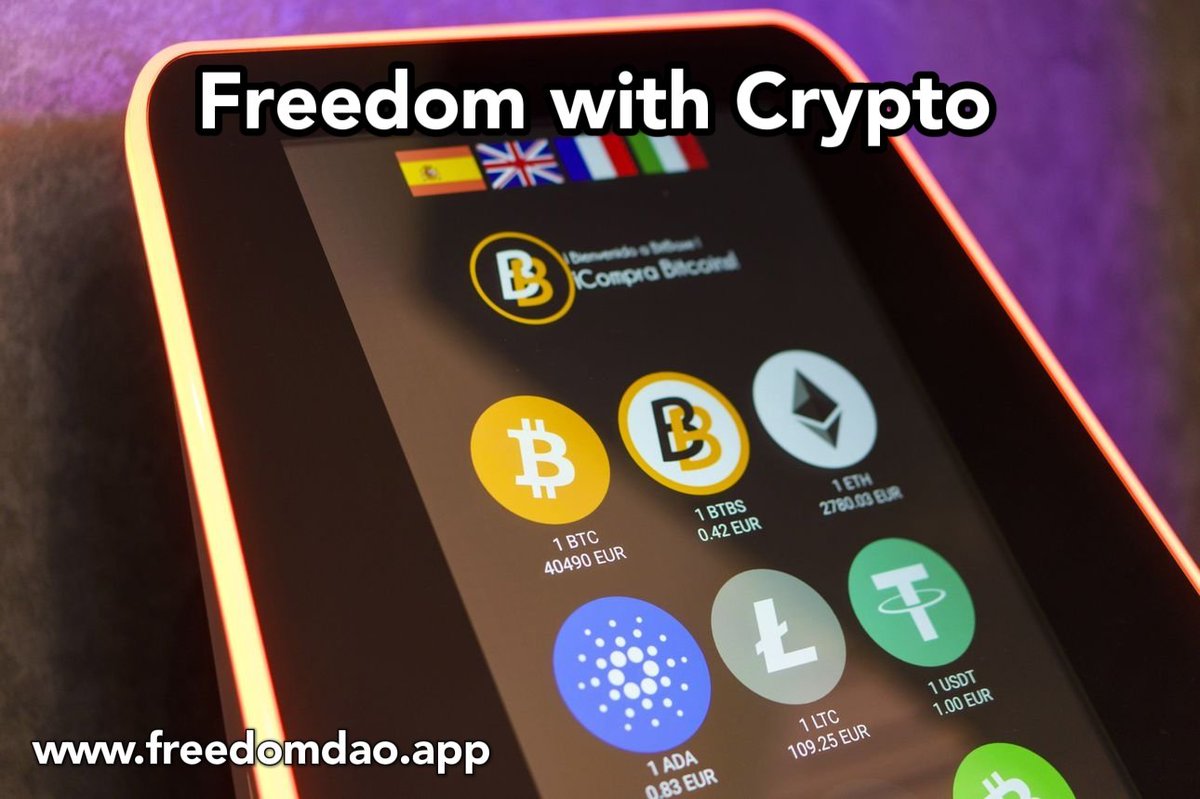 Freedom with Crypto
¡Bienvenido a BitBase!
¡Compra Bitcoins!
1 BTC
40490 EUR
1 BTBS
0.42 EUR
1 ETH
2780.03 EUR
1 ADA
0.83 EUR
1 LTC
109.25 EUR
1 USDT
1.00 EUR
www.freedomdao.app